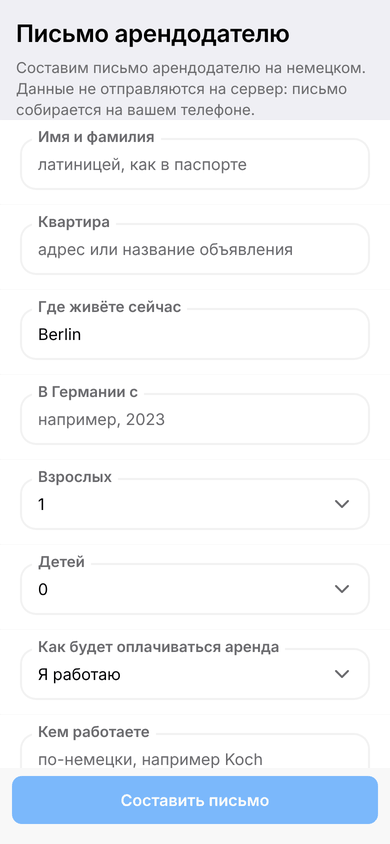 Письмо арендодателю
Составим письмо арендодателю на немецком.
Данные не отправляются на сервер: письмо
собирается на вашем телефоне.
Имя и фамилия
латиницей, как в паспорте
Квартира
адрес или название объявления
Где живёте сейчас
Berlin
В Германии с
например, 2023
Взрослых
1
Детей
0
Как будет оплачиваться аренда
Я работаю
Кем работаете
по-немецки, например Koch
Составить письмо